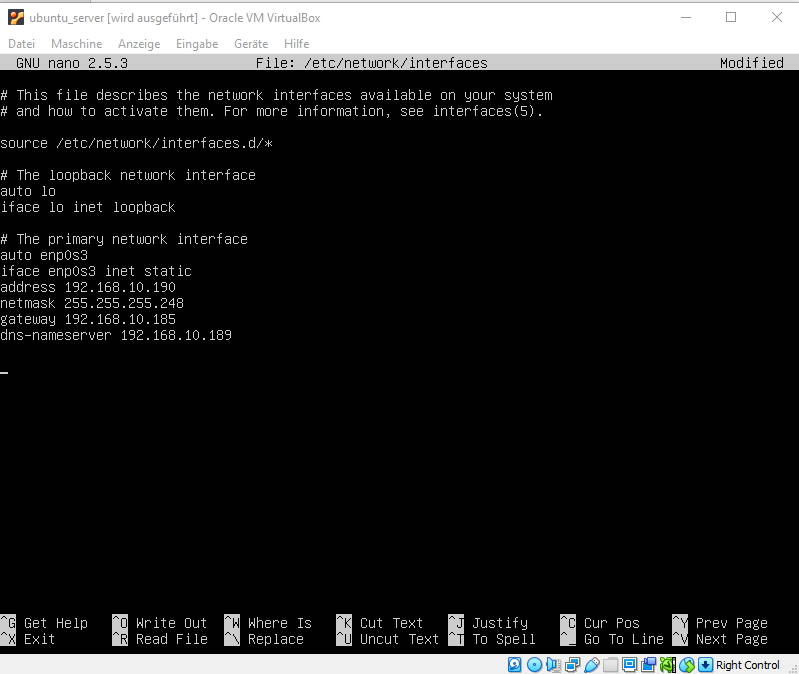 ubuntu_server [wird ausgeführt] - Oracle VM VirtualBox
Datei Maschine Anzeige Eingabe Geräte Hilfe
GNU nano 2.5.3 File: /etc/network/interfaces Modified
# This file describes the network interfaces available on your system
# and how to activate them. For more information, see interfaces(5).
source /etc/network/interfaces.d/*
# The loopback network interface
auto lo
iface lo inet loopback
# The primary network interface
auto enp0s3
iface enp0s3 inet static
address 192.168.10.190
netmask 255.255.255.248
gateway 192.168.10.185
dns-nameserver 192.168.10.189
^G Get Help ^O Write Out ^W Where Is ^K Cut Text ^J Justify ^C Cur Pos ^Y Prev Page
^X Exit ^R Read File ^\ Replace ^U Uncut Text ^T To Spell ^_ Go To Line ^V Next Page
Right Control